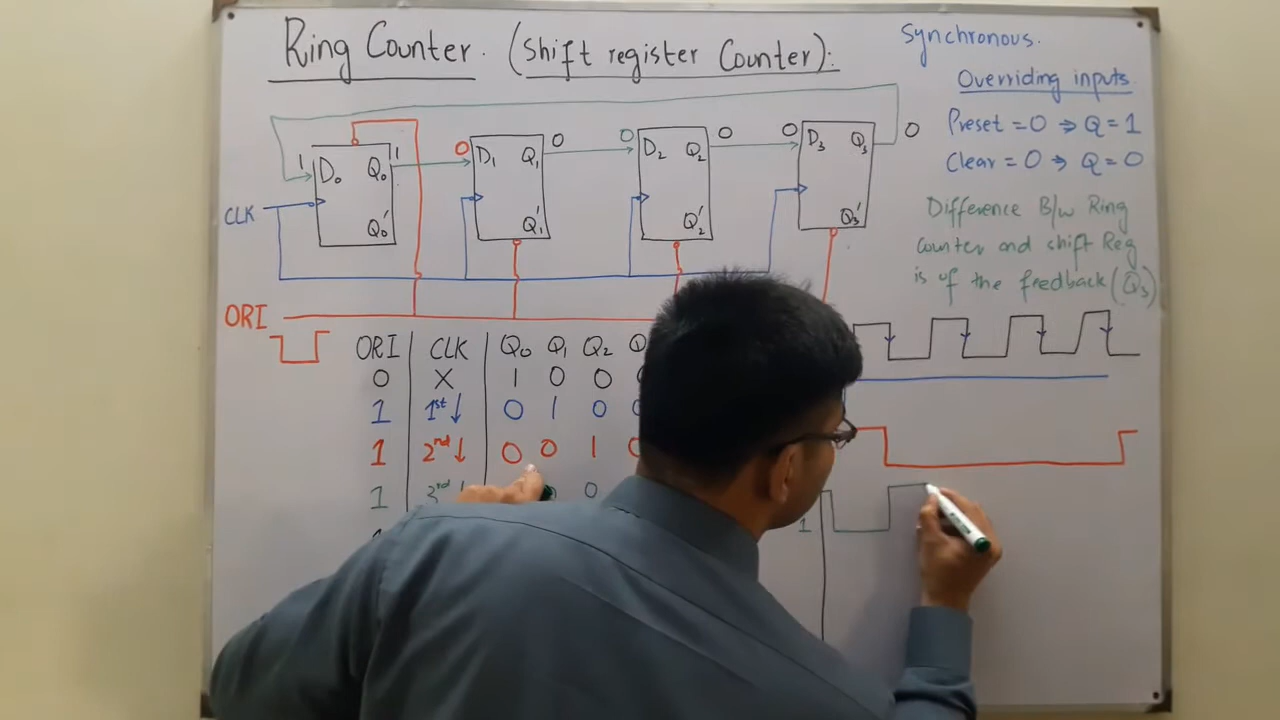 Ring Counter. (Shift register Counter):
Synchronous.
Overriding inputs
Preset = 0 ⇒ Q = 1
Clear = 0 ⇒ Q = 0
Difference B/w Ring
counter and shift Reg
is of the feedback (Q3)
1 D0 Q0 1 Q0'
0 D1 Q1 0 Q1'
0 D2 Q2 0 Q2'
0 D3 Q3 0 Q3'
CLK
ORI
ORI CLK Q0 Q1 Q2
0 X 1 0 0
1 1st ↓ 0 1 0
1 2nd ↓ 0 0 1
1 3rd ↓ 0
1